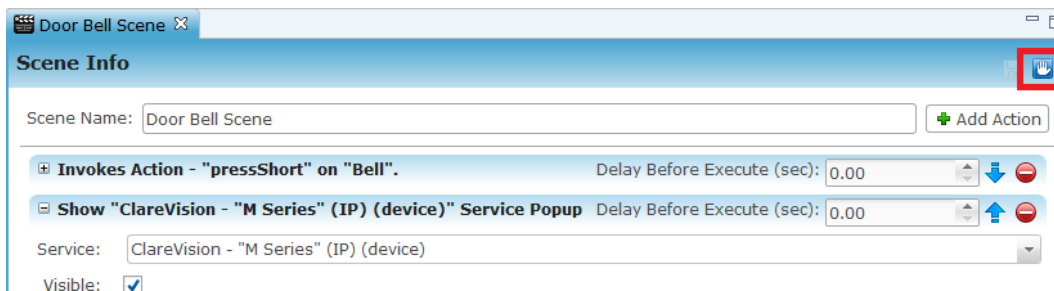 Door Bell Scene
Scene Info
Scene Name: Door Bell Scene Add Action
Invokes Action - "pressShort" on "Bell". Delay Before Execute (sec): 0.00
Show "ClareVision - "M Series" (IP) (device)" Service Popup Delay Before Execute (sec): 0.00
Service: ClareVision - "M Series" (IP) (device)
Visible: